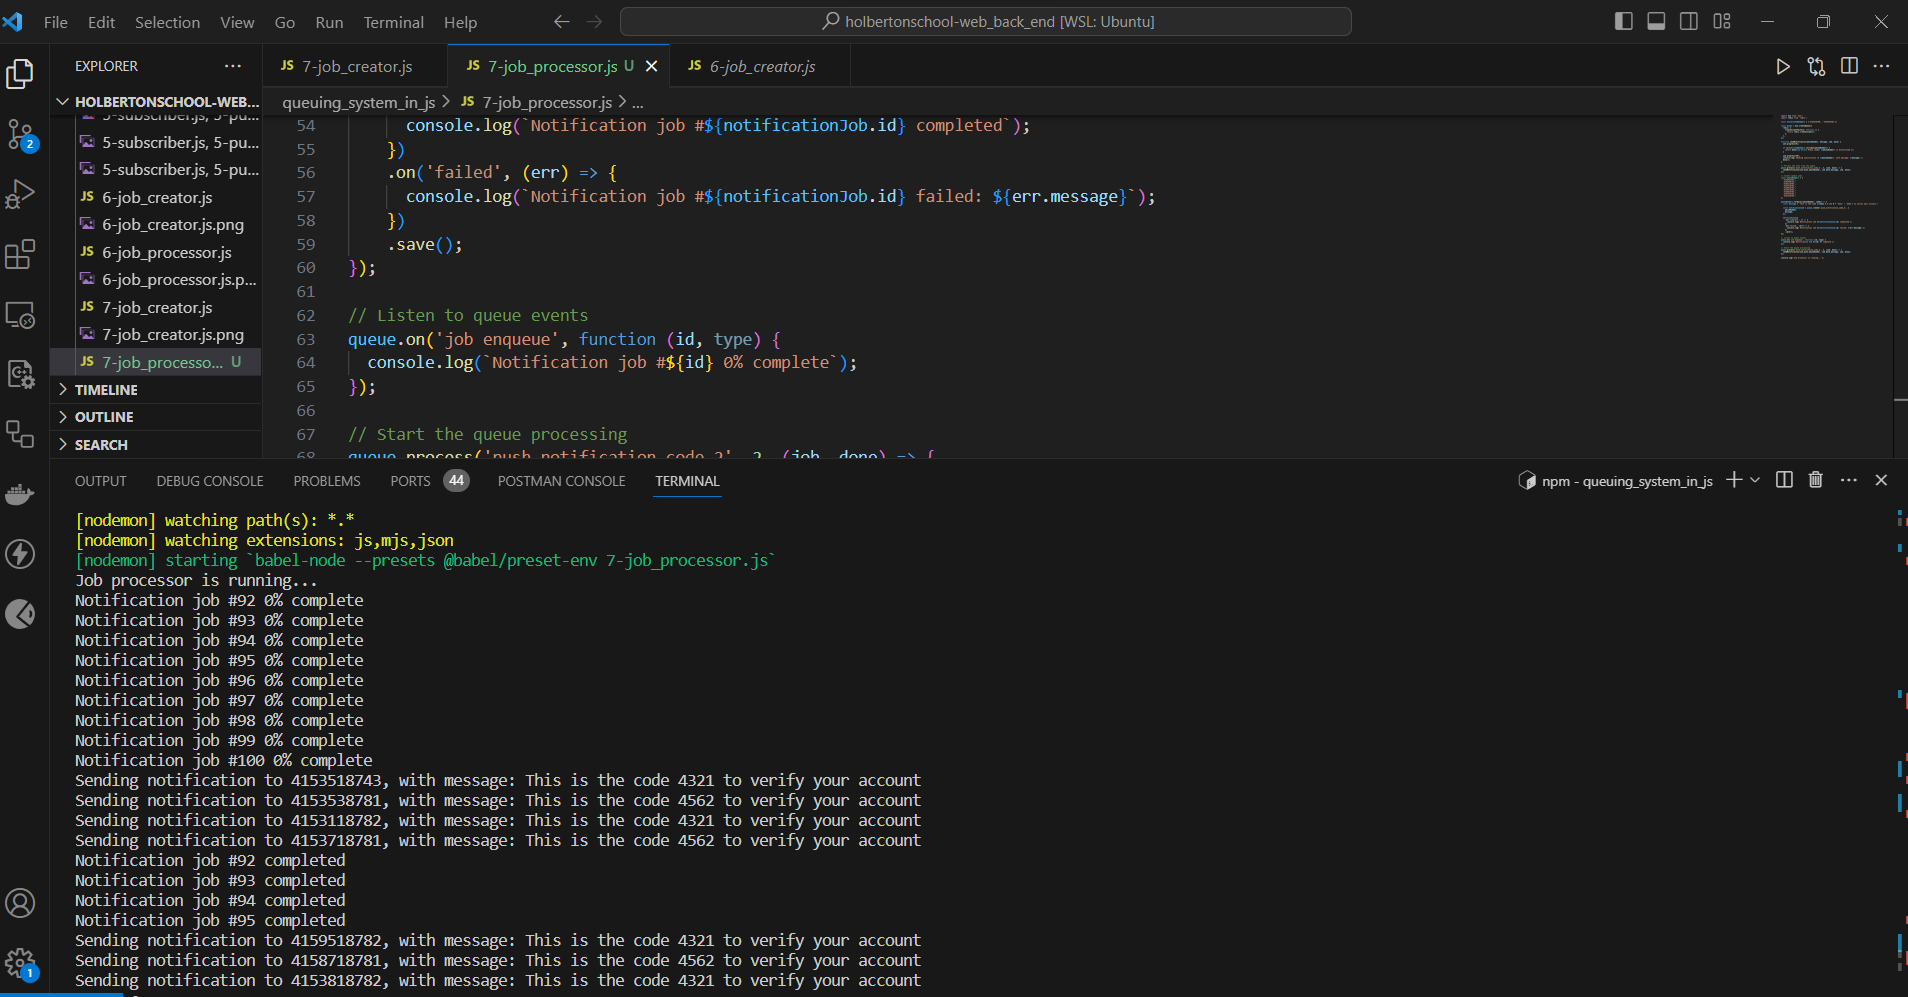 File Edit Selection View Go Run Terminal Help
holbertonschool-web_back_end [WSL: Ubuntu]
EXPLORER
HOLBERTONSCHOOL-WEB...
5-subscriber.js, 5-pu...
5-subscriber.js, 5-pu...
5-subscriber.js, 5-pu...
JS 6-job_creator.js
6-job_creator.js.png
JS 6-job_processor.js
6-job_processor.js.p...
JS 7-job_creator.js
7-job_creator.js.png
JS 7-job_processo... U
TIMELINE
OUTLINE
SEARCH
2
1
JS 7-job_creator.js
JS 7-job_processor.js U
JS 6-job_creator.js
queuing_system_in_js > JS 7-job_processor.js > ...
54 console.log(`Notification job #${notificationJob.id} completed`);
55 })
56 .on('failed', (err) => {
57 console.log(`Notification job #${notificationJob.id} failed: ${err.message}`);
58 })
59 .save();
60 });
61
62 // Listen to queue events
63 queue.on('job enqueue', function (id, type) {
64 console.log(`Notification job #${id} 0% complete`);
65 });
66
67 // Start the queue processing
68 queue.process('push_notification_code_2', 2, (job, done) => {
OUTPUT DEBUG CONSOLE PROBLEMS PORTS 44 POSTMAN CONSOLE TERMINAL
npm - queuing_system_in_js
[nodemon] watching path(s): *.*
[nodemon] watching extensions: js,mjs,json
[nodemon] starting `babel-node --presets @babel/preset-env 7-job_processor.js`
Job processor is running...
Notification job #92 0% complete
Notification job #93 0% complete
Notification job #94 0% complete
Notification job #95 0% complete
Notification job #96 0% complete
Notification job #97 0% complete
Notification job #98 0% complete
Notification job #99 0% complete
Notification job #100 0% complete
Sending notification to 4153518743, with message: This is the code 4321 to verify your account
Sending notification to 4153538781, with message: This is the code 4562 to verify your account
Sending notification to 4153118782, with message: This is the code 4321 to verify your account
Sending notification to 4153718781, with message: This is the code 4562 to verify your account
Notification job #92 completed
Notification job #93 completed
Notification job #94 completed
Notification job #95 completed
Sending notification to 4159518782, with message: This is the code 4321 to verify your account
Sending notification to 4158718781, with message: This is the code 4562 to verify your account
Sending notification to 4153818782, with message: This is the code 4321 to verify your account